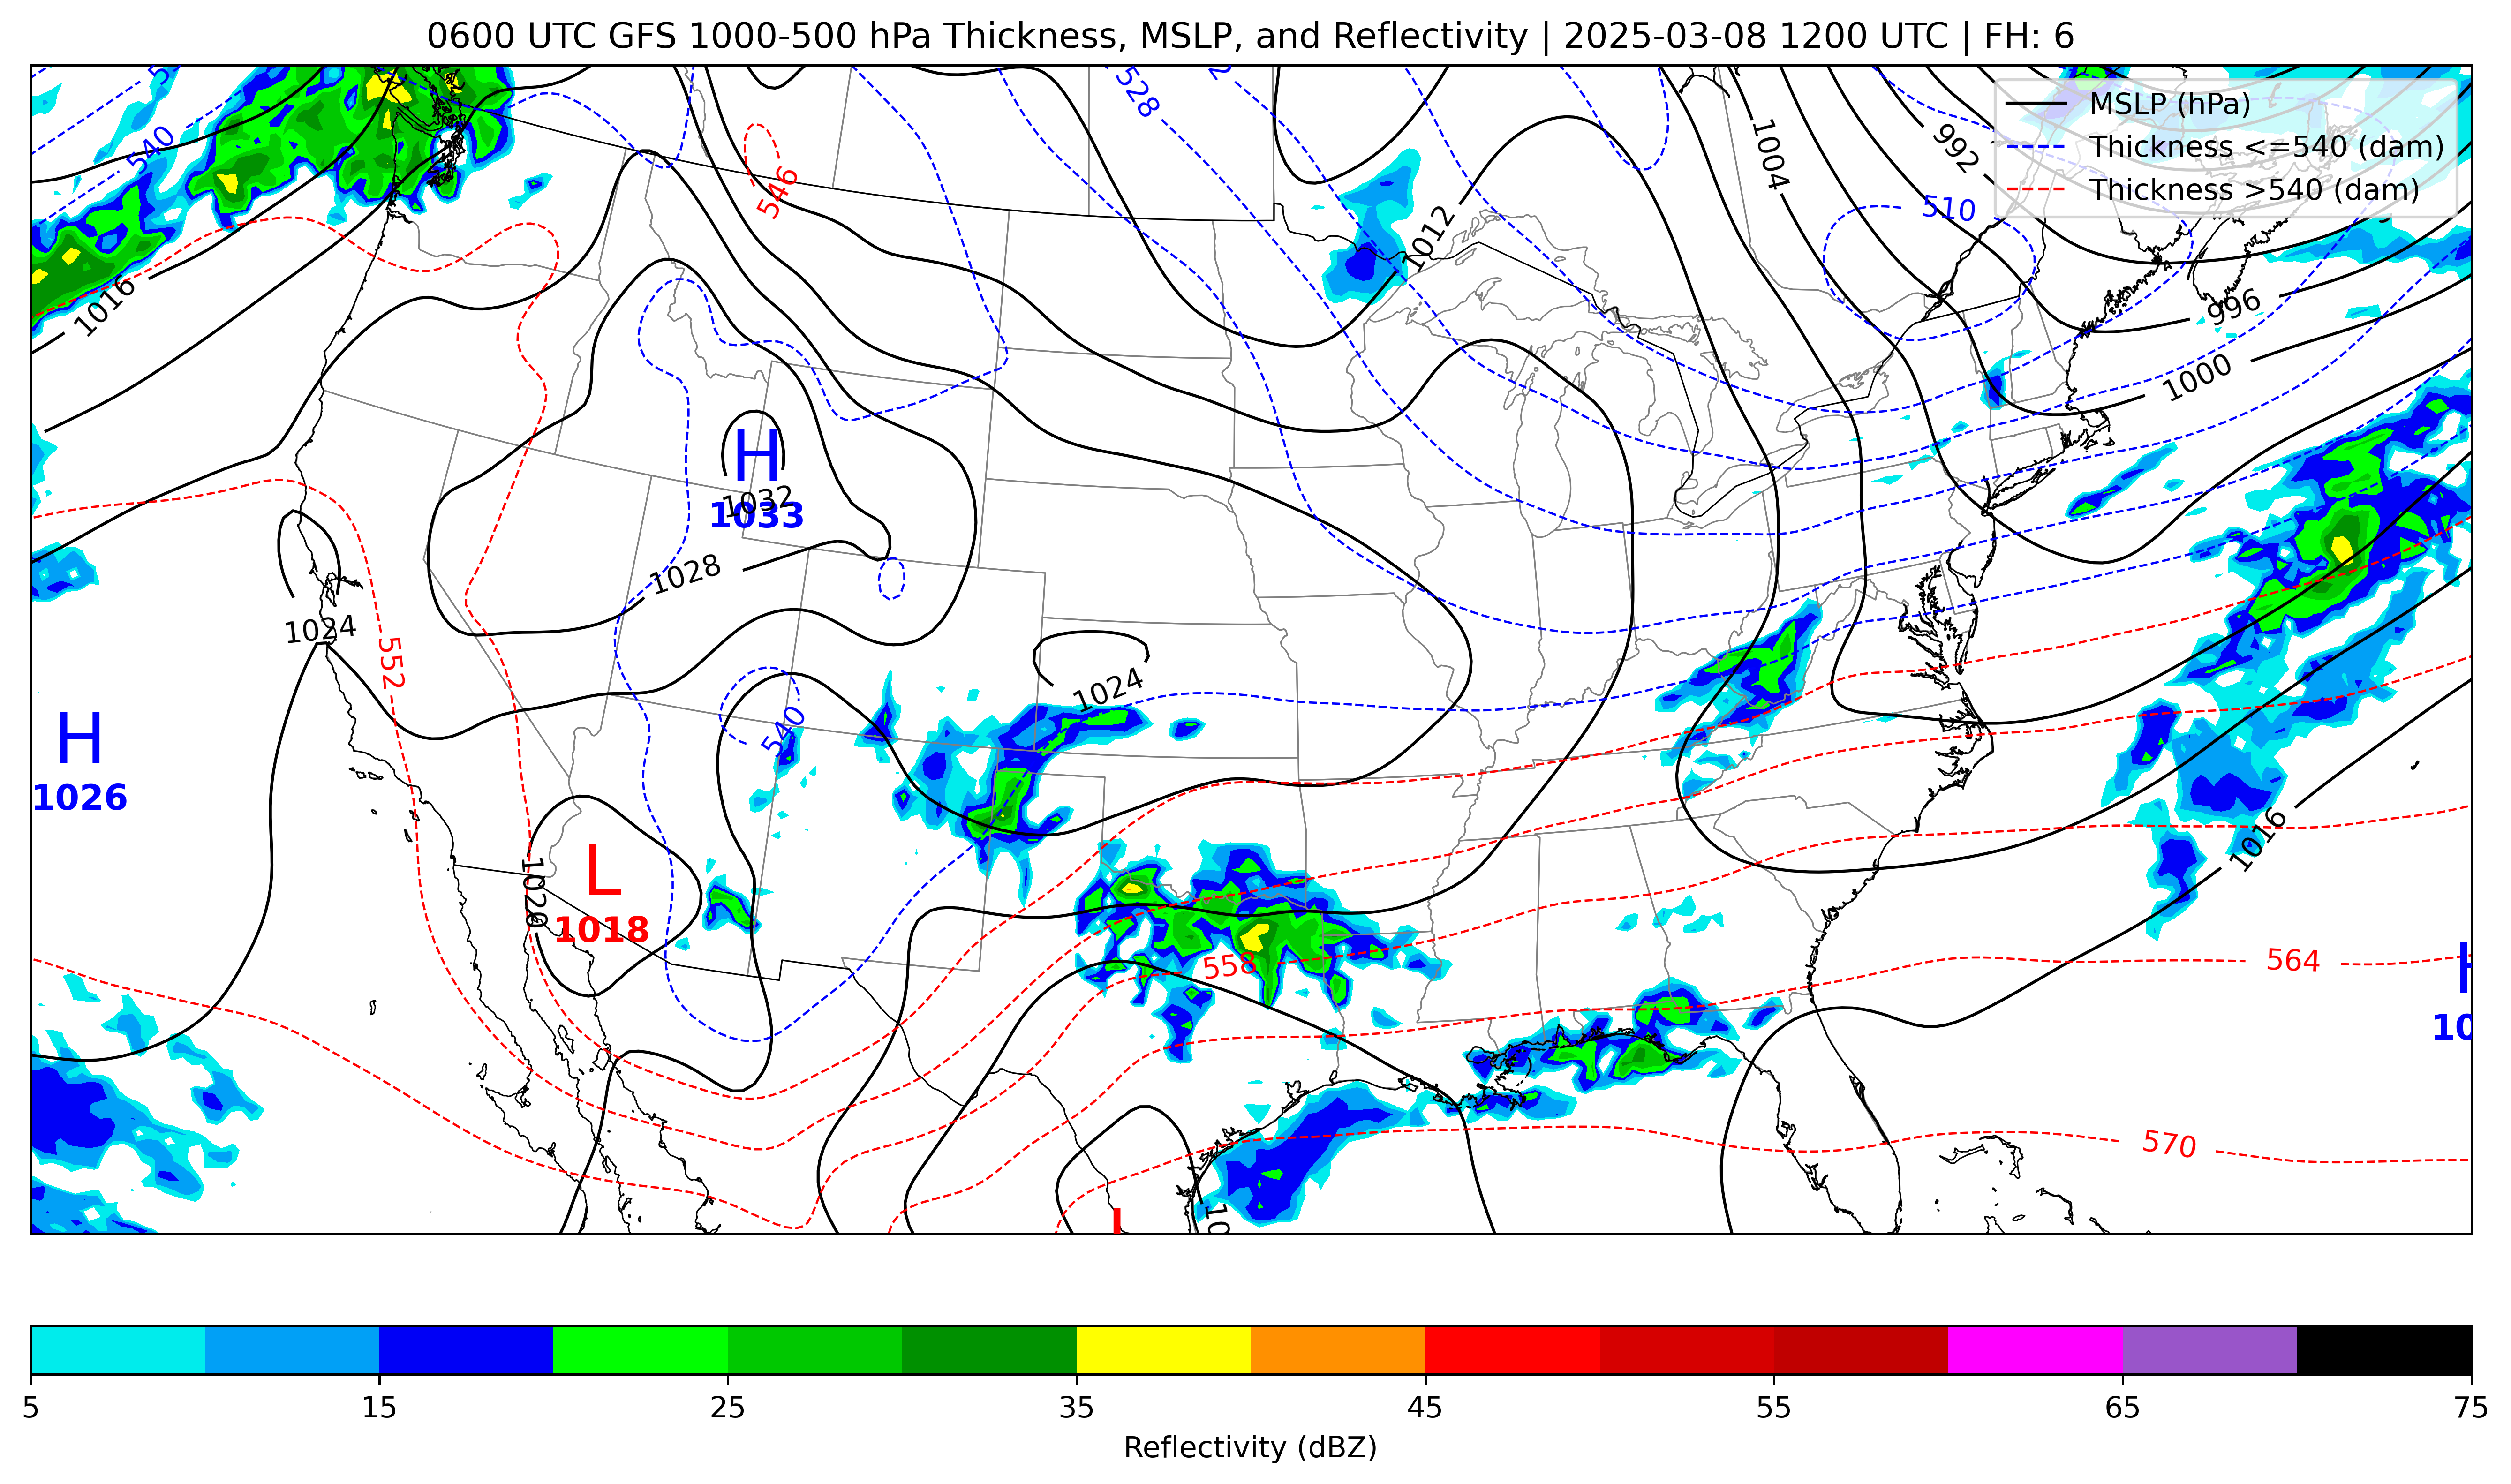 0600 UTC GFS 1000-500 hPa Thickness, MSLP, and Reflectivity | 2025-03-08 1200 UTC | FH: 6
MSLP (hPa)
Thickness <=540 (dam)
Thickness >540 (dam)
528
540
546
1004
992
510
1012
1016
996
1000
H
1032
1033
1028
1024
552
1024
H
1026
540
L
1018
1020
1016
558
564
H
10
570
10
5 15 25 35 45 55 65 75
Reflectivity (dBZ)